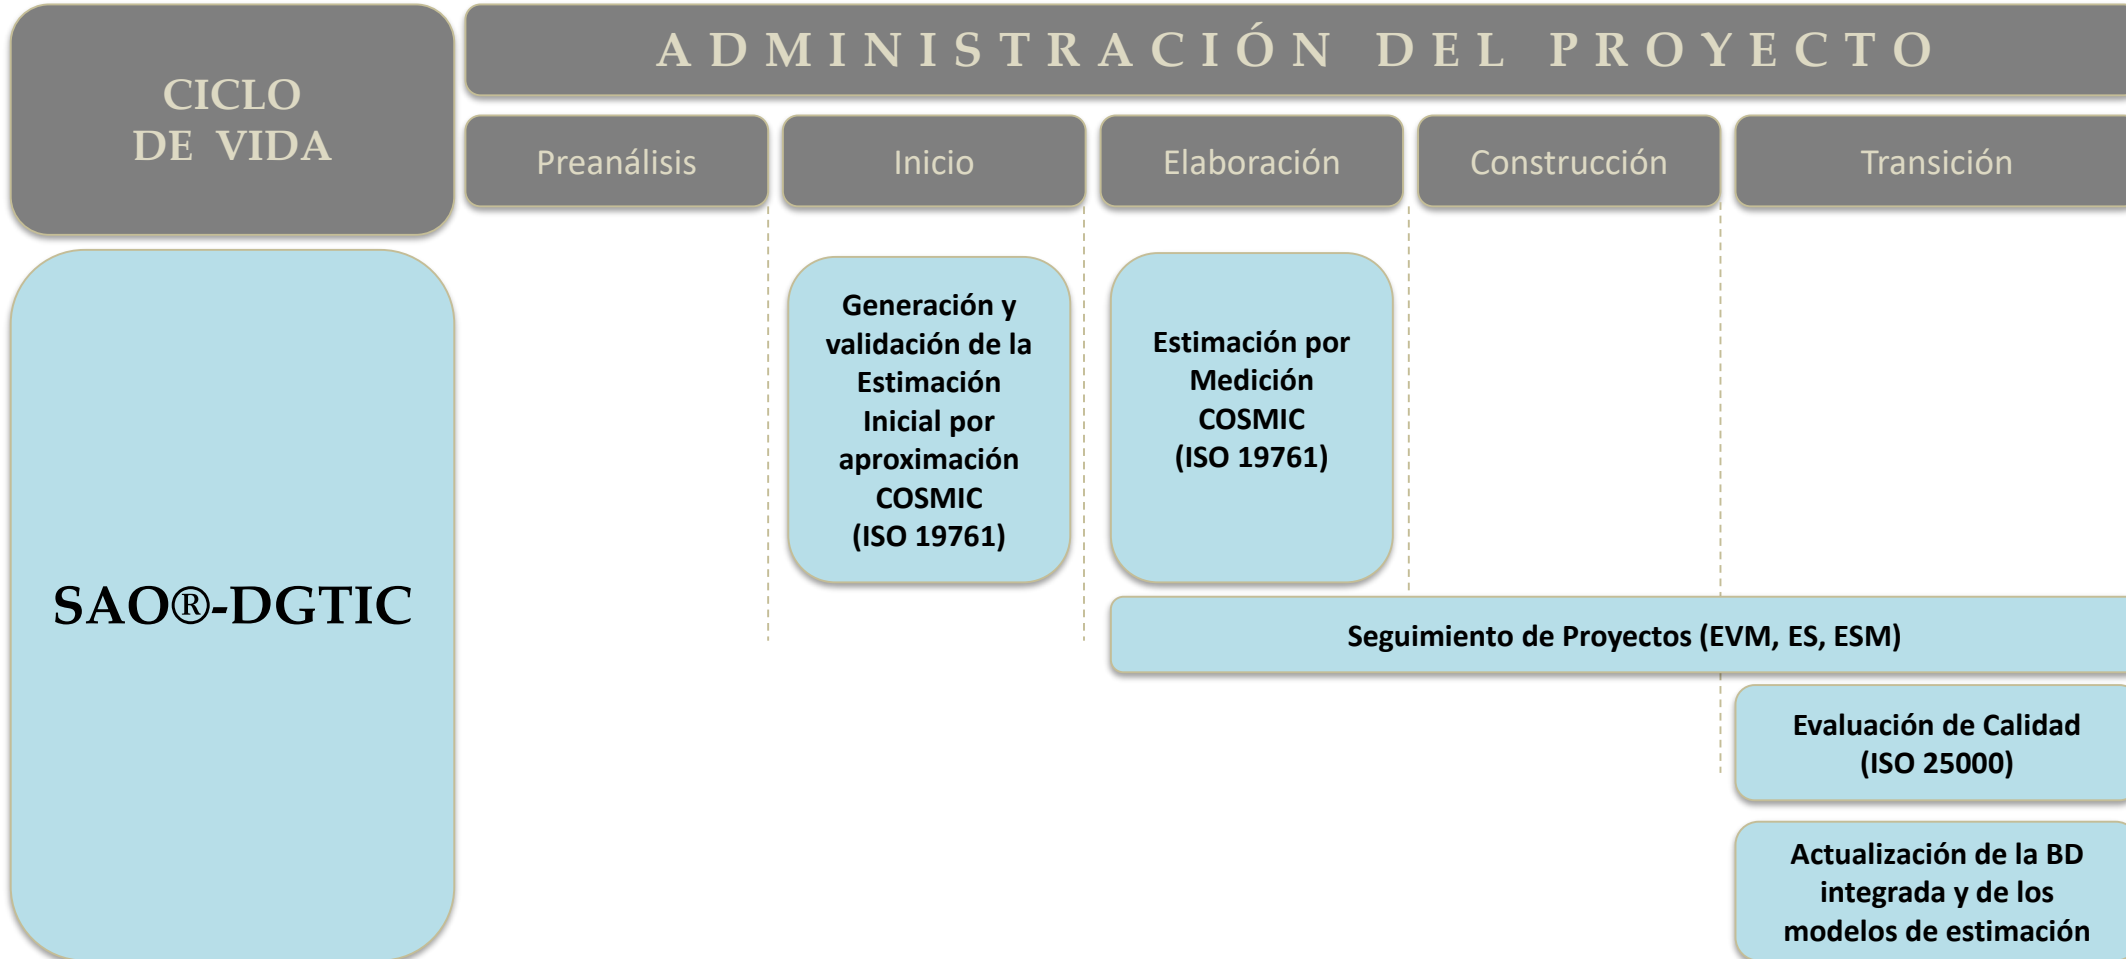 CICLO
DE VIDA
ADMINISTRACIÓN DEL PROYECTO
Preanálisis
Inicio
Elaboración
Construcción
Transición
SAO®-DGTIC
Generación y
validación de la
Estimación
Inicial por
aproximación
COSMIC
(ISO 19761)
Estimación por
Medición
COSMIC
(ISO 19761)
Seguimiento de Proyectos (EVM, ES, ESM)
Evaluación de Calidad
(ISO 25000)
Actualización de la BD
integrada y de los
modelos de estimación